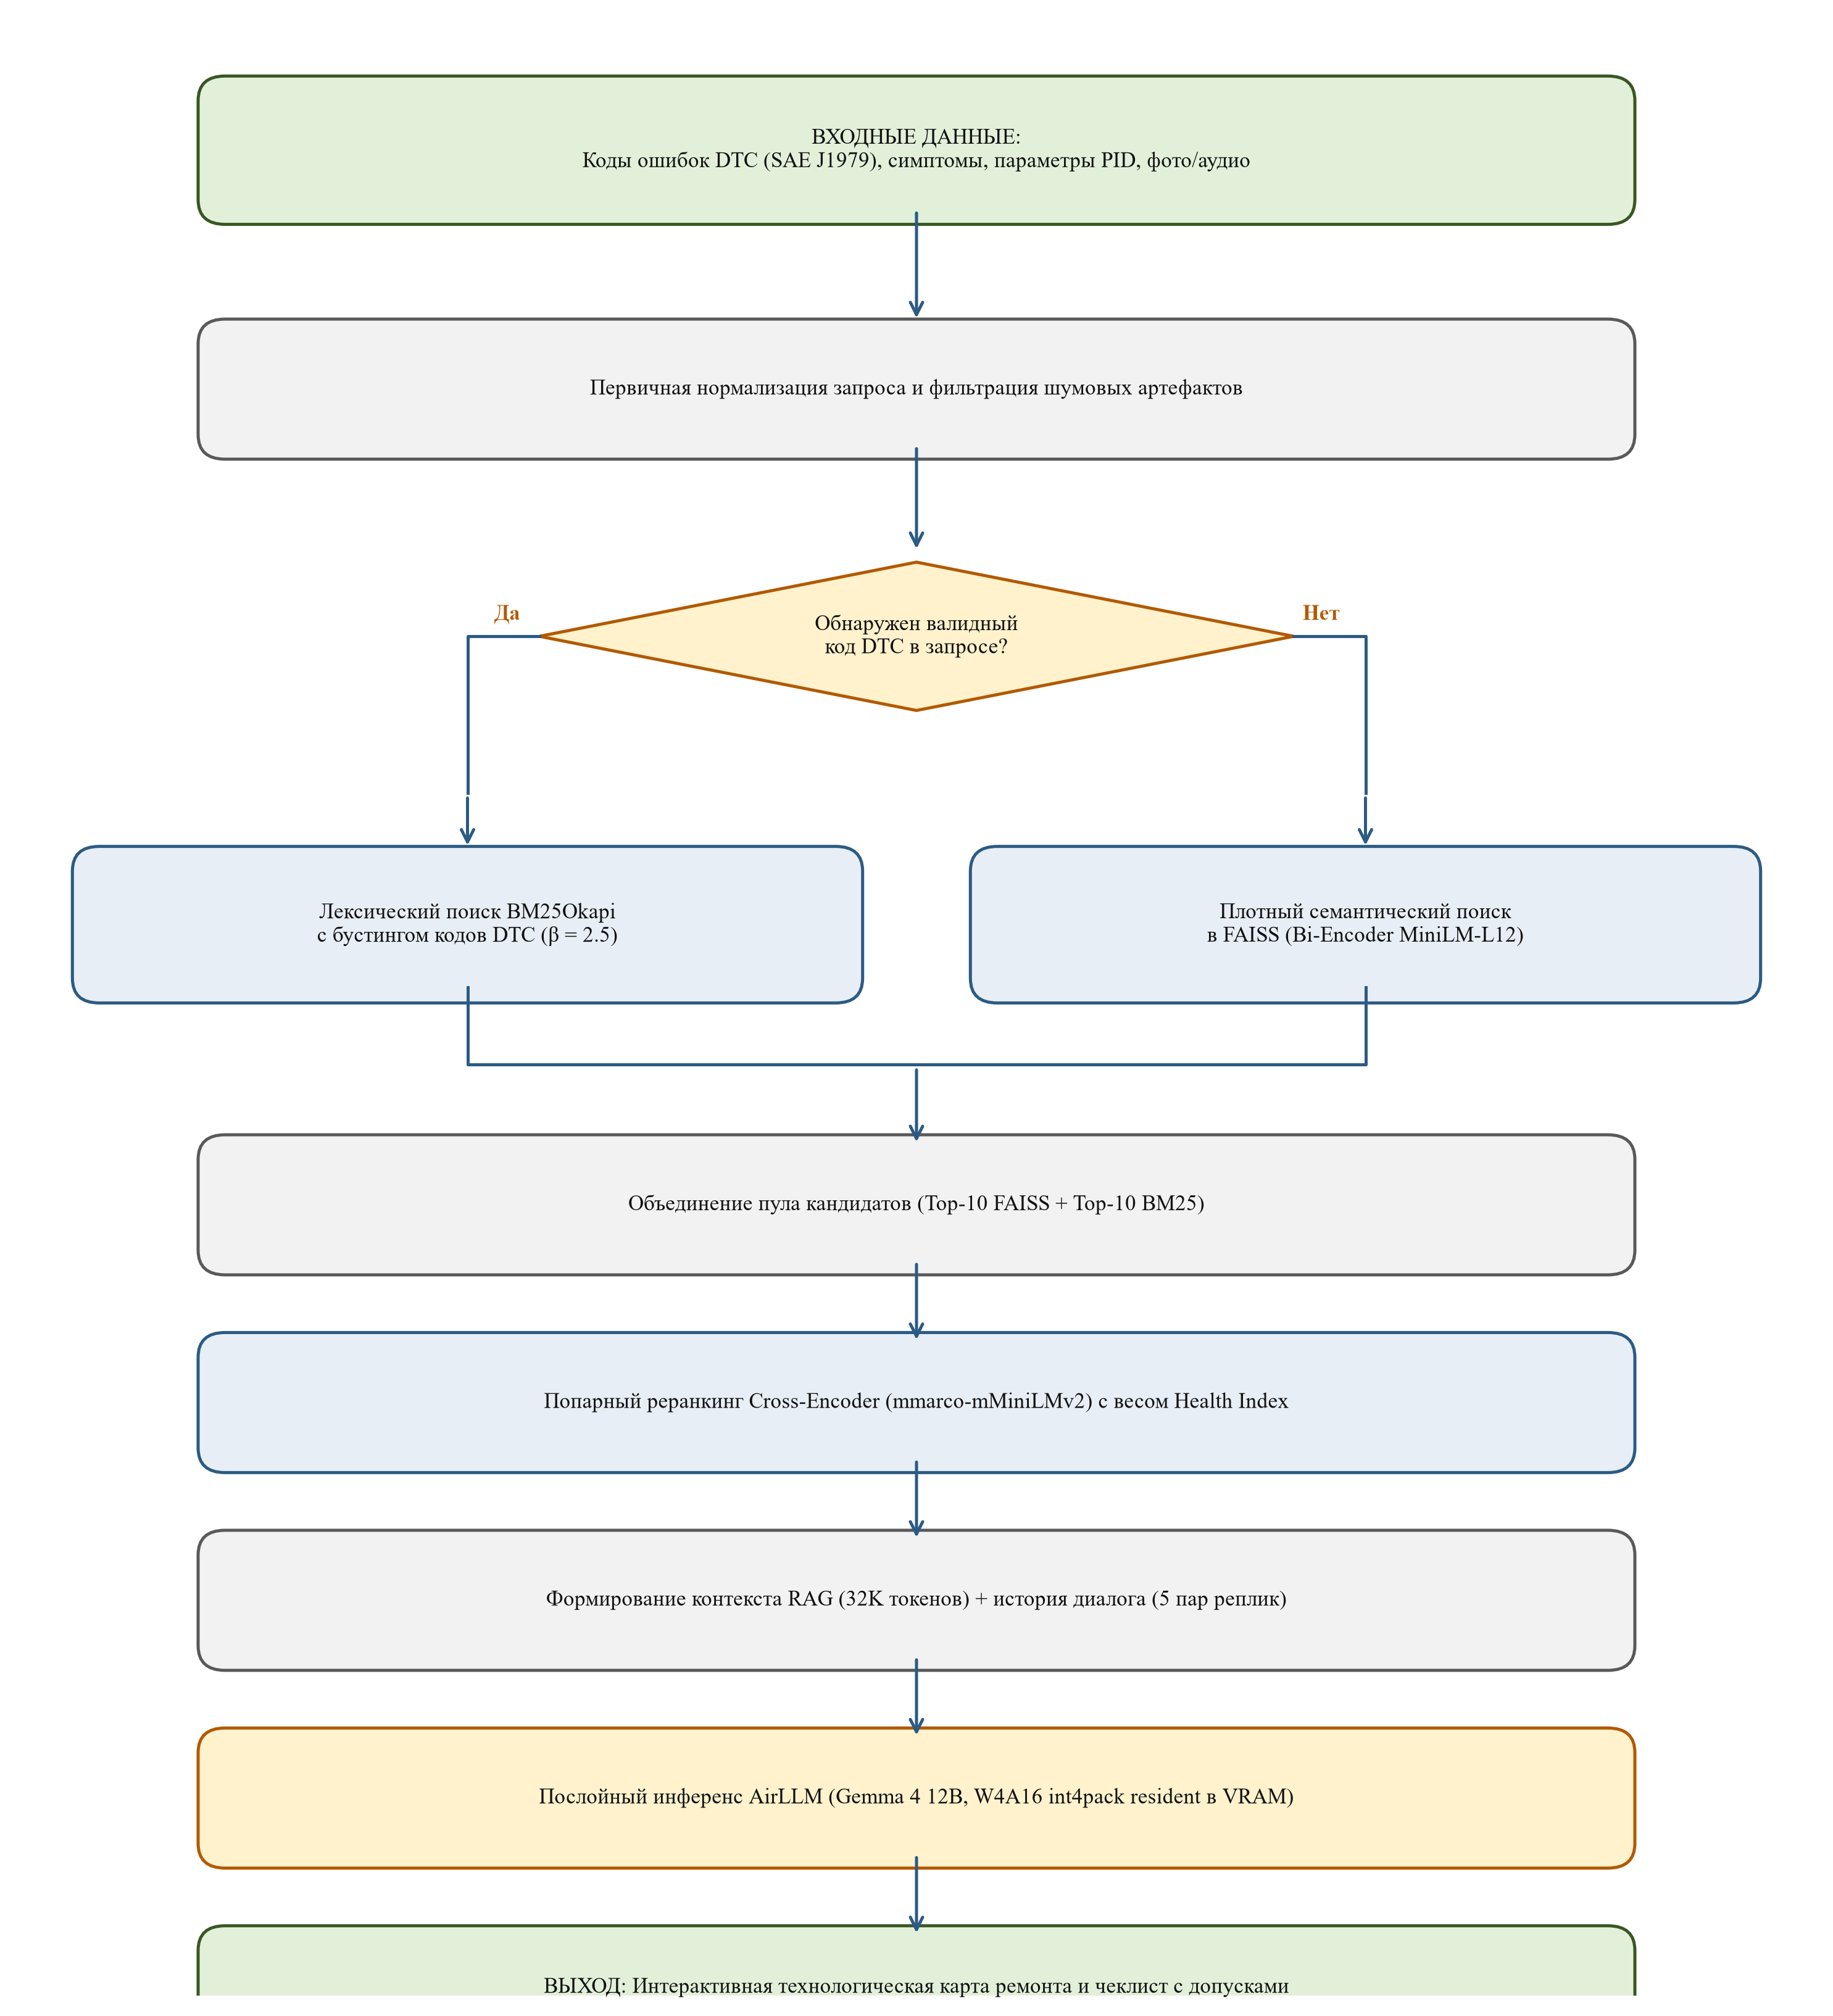 ВХОДНЫЕ ДАННЫЕ:
Коды ошибок DTC (SAE J1979), симптомы, параметры PID, фото/аудио
Первичная нормализация запроса и фильтрация шумовых артефактов
Да
Нет
Обнаружен валидный
код DTC в запросе?
Лексический поиск BM25Okapi
с бустингом кодов DTC (β = 2.5)
Плотный семантический поиск
в FAISS (Bi-Encoder MiniLM-L12)
Объединение пула кандидатов (Top-10 FAISS + Top-10 BM25)
Попарный реранкинг Cross-Encoder (mmarco-mMiniLMv2) с весом Health Index
Формирование контекста RAG (32K токенов) + история диалога (5 пар реплик)
Послойный инференс AirLLM (Gemma 4 12B, W4A16 int4pack resident в VRAM)
ВЫХОД: Интерактивная технологическая карта ремонта и чеклист с допусками